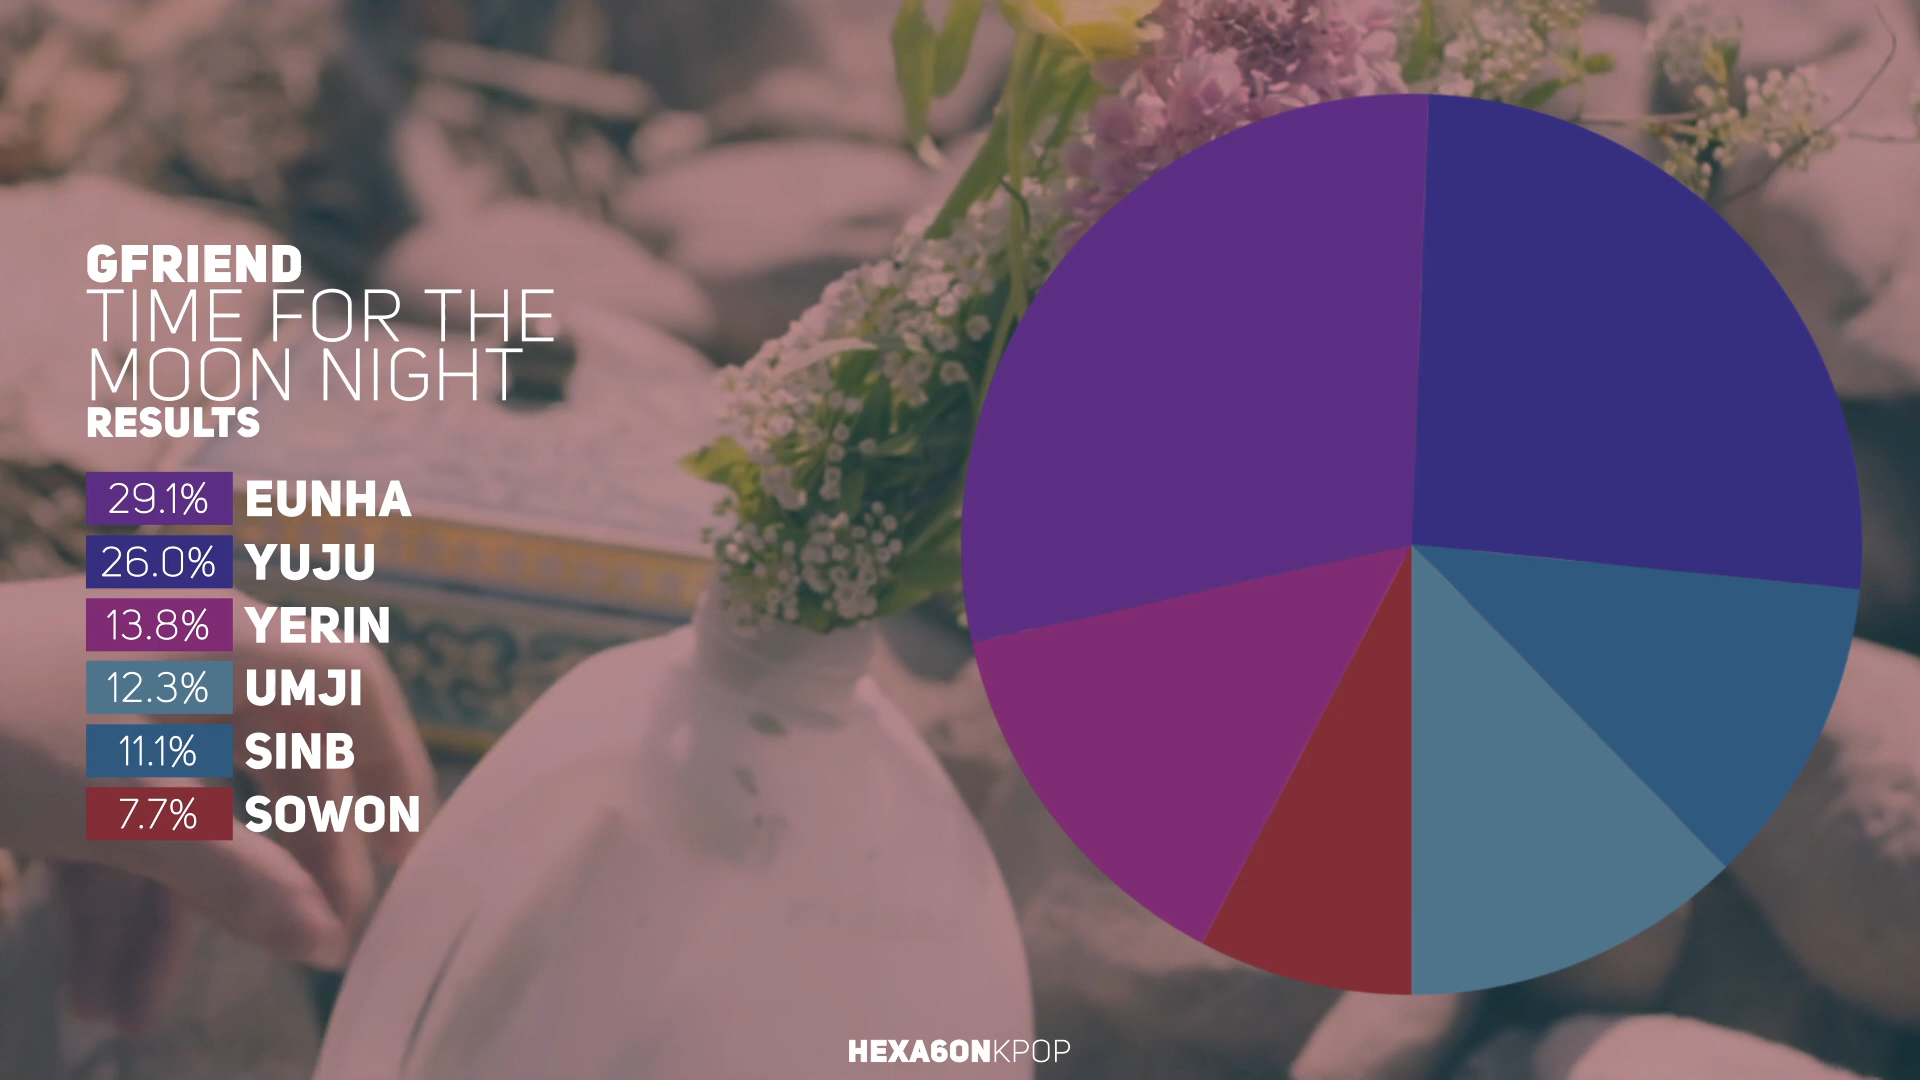 GFRIEND
TIME FOR THE
MOON NIGHT
RESULTS
29.1% EUNHA
26.0% YUJU
13.8% YERIN
12.3% UMJI
11.1% SINB
7.7% SOWON
HEXA6ONKPOP